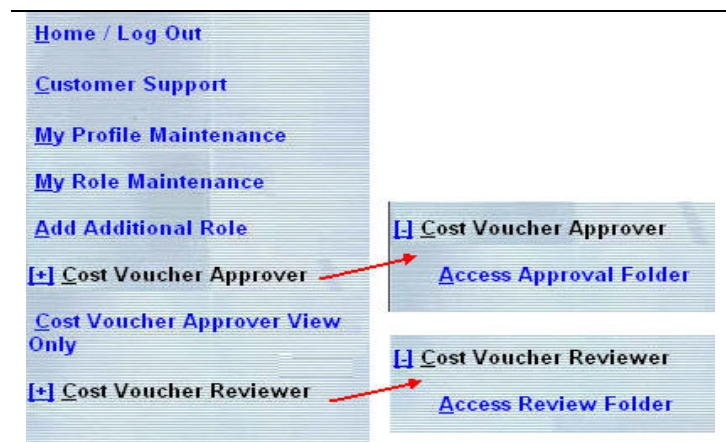 Home / Log Out
Customer Support
My Profile Maintenance
My Role Maintenance
Add Additional Role
[+] Cost Voucher Approver
Cost Voucher Approver View
Only
[+] Cost Voucher Reviewer
[-] Cost Voucher Approver
Access Approval Folder
[-] Cost Voucher Reviewer
Access Review Folder